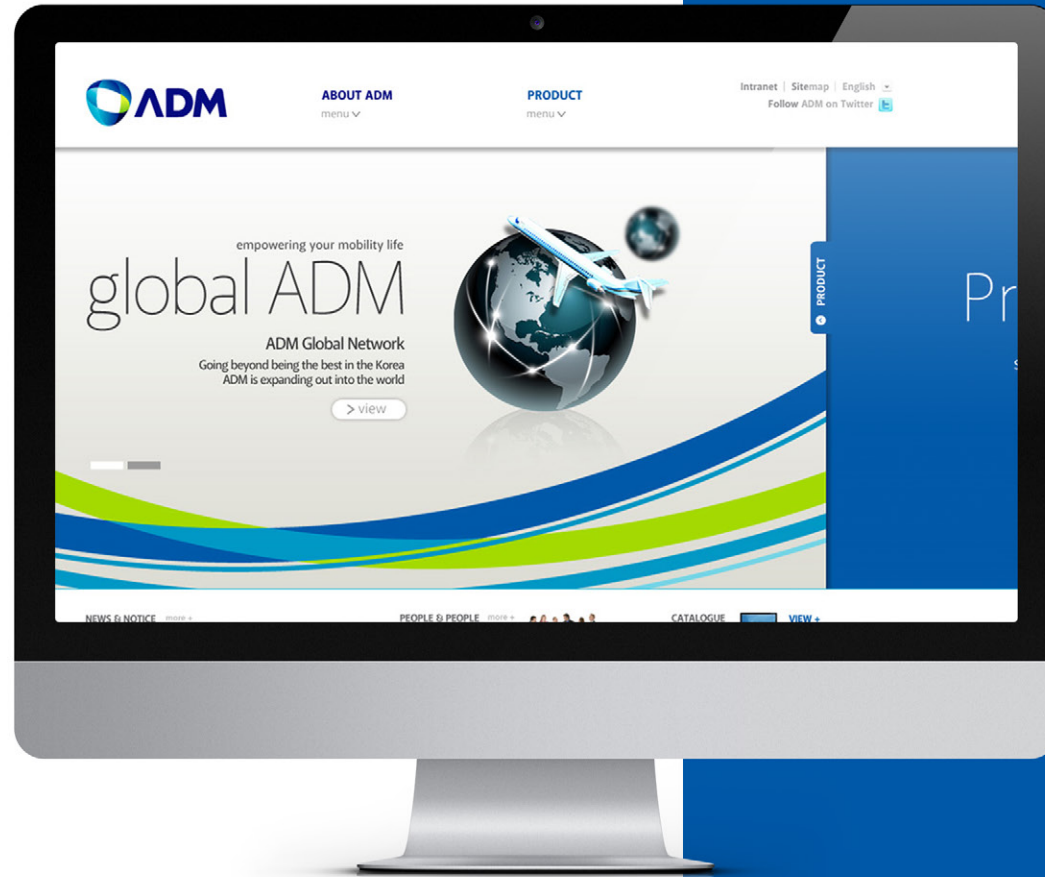 ADM
ABOUT ADM
menu
PRODUCT
menu
Intranet | Sitemap | English
Follow ADM on Twitter
empowering your mobility life
global ADM
ADM Global Network
Going beyond being the best in the Korea
ADM is expanding out into the world
> view
PRODUCT
Pr
s
NEWS & NOTICE more +
PEOPLE & PEOPLE more +
CATALOGUE
VIEW +